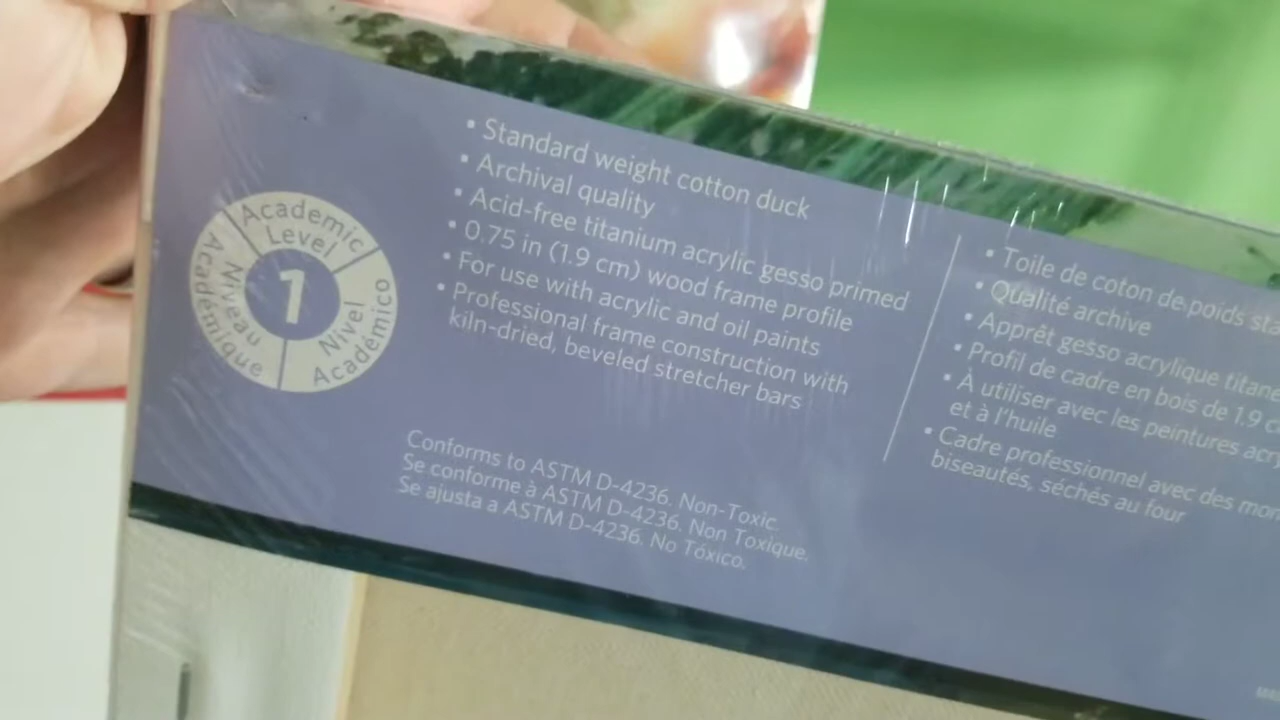 Academic
Level
1
Nivel
Académico
Niveau
Académique
• Standard weight cotton duck
• Archival quality
• Acid-free titanium acrylic gesso primed
• 0.75 in (1.9 cm) wood frame profile
• For use with acrylic and oil paints
• Professional frame construction with
kiln-dried, beveled stretcher bars
Conforms to ASTM D-4236. Non-Toxic.
Se conforme à ASTM D-4236. Non Toxique.
Se ajusta a ASTM D-4236. No Tóxico.
• Toile de coton de poids
• Qualité archive
• Apprêt gesso acrylique
• Profil de cadre en bois de 1.9
• À utiliser avec les peintures
et à l'huile
• Cadre professionnel avec des
biseautés, séchés au four